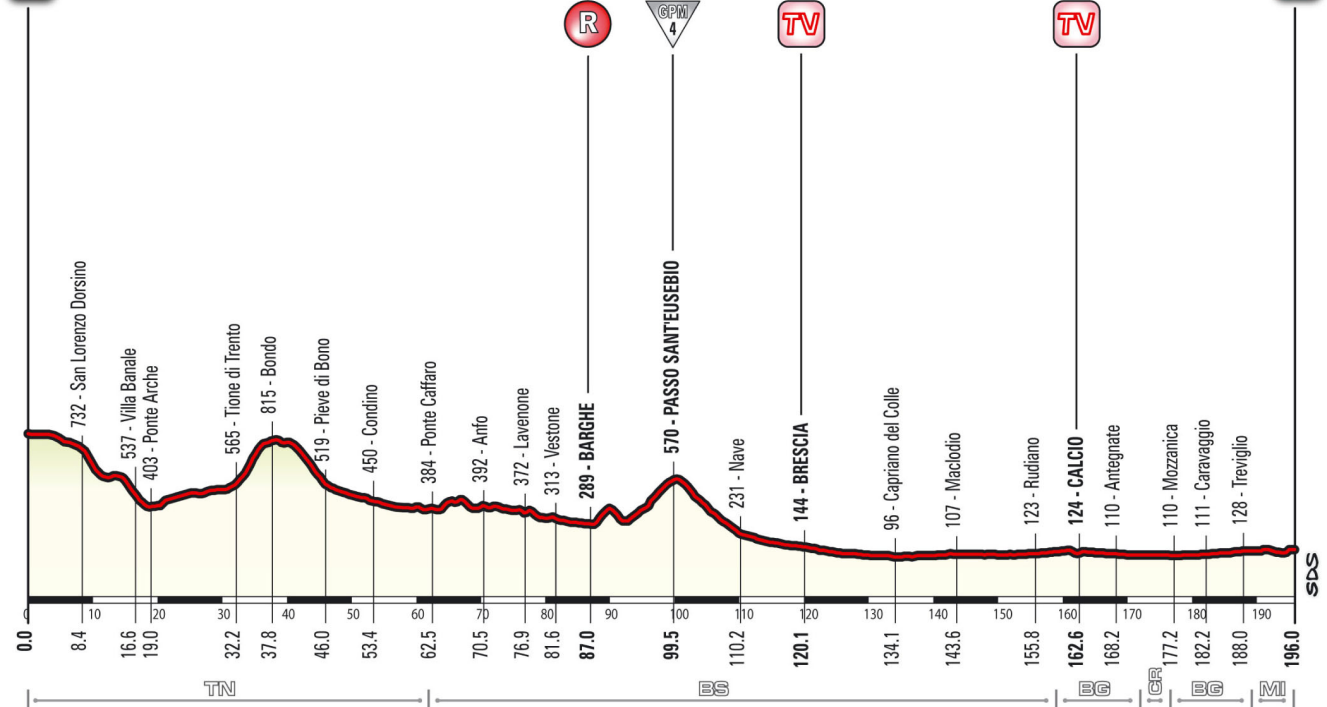 R
GPM
4
TV
TV
732 - San Lorenzo Dorsino
537 - Villa Banale
403 - Ponte Arche
565 - Tione di Trento
815 - Bondo
519 - Pieve di Bono
450 - Condino
384 - Ponte Caffaro
392 - Anfo
372 - Lavenone
313 - Vestone
289 - BARGHE
570 - PASSO SANT'EUSEBIO
231 - Nave
144 - BRESCIA
96 - Capriano del Colle
107 - Maclodio
123 - Rudiano
124 - CALCIO
110 - Antegnate
110 - Mozzanica
111 - Caravaggio
128 - Treviglio
SDS
0 10 20 30 40 50 60 70 80 90 100 110 120 130 140 150 160 170 180 190
0.0 8.4 16.6 19.0 32.2 37.8 46.0 53.4 62.5 70.5 76.9 81.6 87.0 99.5 110.2 120.1 134.1 143.6 155.8 162.6 168.2 177.2 182.2 188.0 196.0
TN BS BG CR BG MI